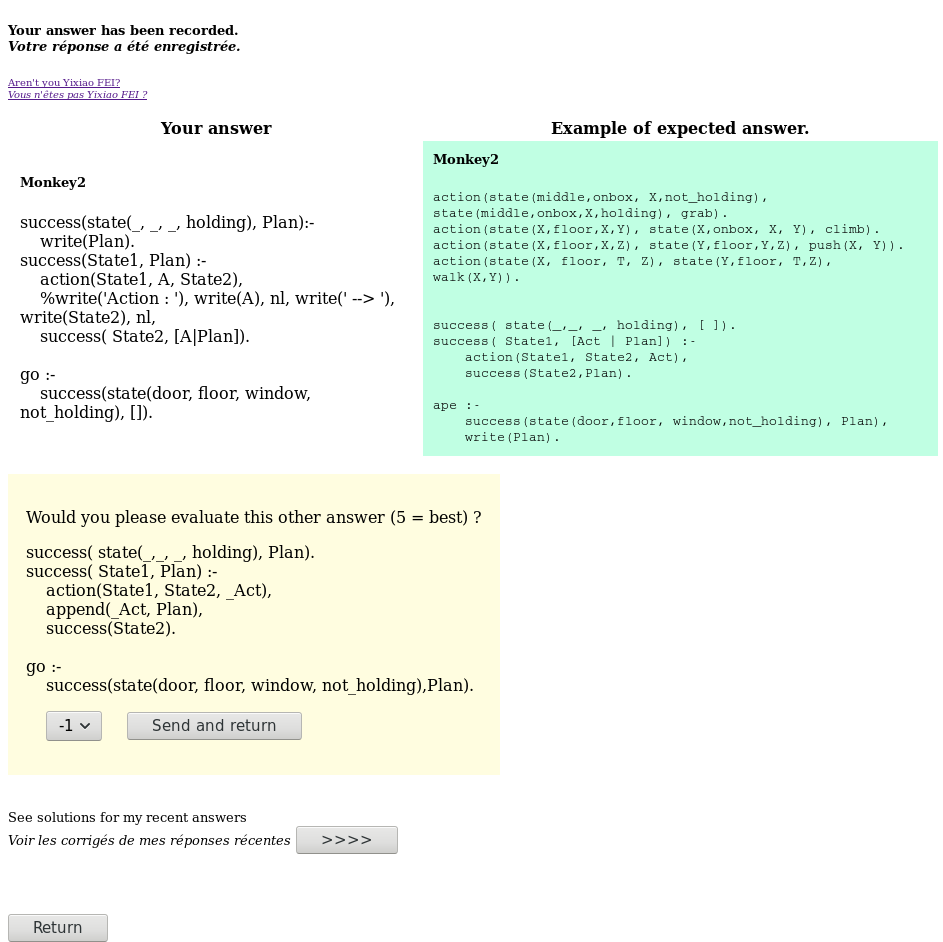 Your answer has been recorded.
Votre réponse a été enregistrée.
Aren't you Yixiao FEI?
Vous n'êtes pas Yixiao FEI ?
Your answer
Monkey2
success(state(_, _, _, holding), Plan):-
write(Plan).
success(State1, Plan) :-
action(State1, A, State2),
%write('Action : '), write(A), nl, write(' --> '),
write(State2), nl,
success( State2, [A|Plan]).
go :-
success(state(door, floor, window,
not_holding), []).
Example of expected answer.
Monkey2
action(state(middle,onbox, X,not_holding),
state(middle,onbox,X,holding), grab).
action(state(X,floor,X,Y), state(X,onbox, X, Y), climb).
action(state(X,floor,X,Z), state(Y,floor,Y,Z), push(X, Y)).
action(state(X, floor, T, Z), state(Y,floor, T,Z),
walk(X,Y)).
success( state(_,_, _, holding), [ ]).
success( State1, [Act | Plan]) :-
action(State1, State2, Act),
success(State2,Plan).
ape :-
success(state(door,floor, window,not_holding), Plan),
write(Plan).
Would you please evaluate this other answer (5 = best) ?
success( state(_,_, _, holding), Plan).
success( State1, Plan) :-
action(State1, State2, _Act),
append(_Act, Plan),
success(State2).
go :-
success(state(door, floor, window, not_holding),Plan).
-1 Send and return
See solutions for my recent answers
Voir les corrigés de mes réponses récentes >>>>
Return